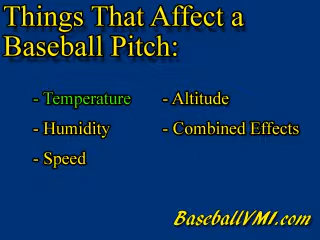 Things That Affect a
Baseball Pitch:
- Temperature
- Humidity
- Speed
- Altitude
- Combined Effects
BaseballVMI.com